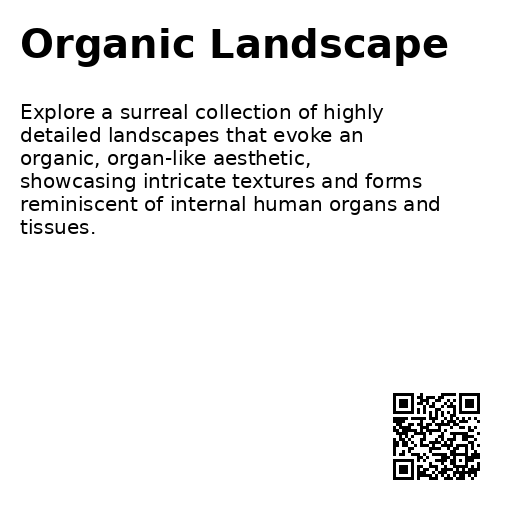 Organic Landscape
Explore a surreal collection of highly
detailed landscapes that evoke an
organic, organ-like aesthetic,
showcasing intricate textures and forms
reminiscent of internal human organs and
tissues.